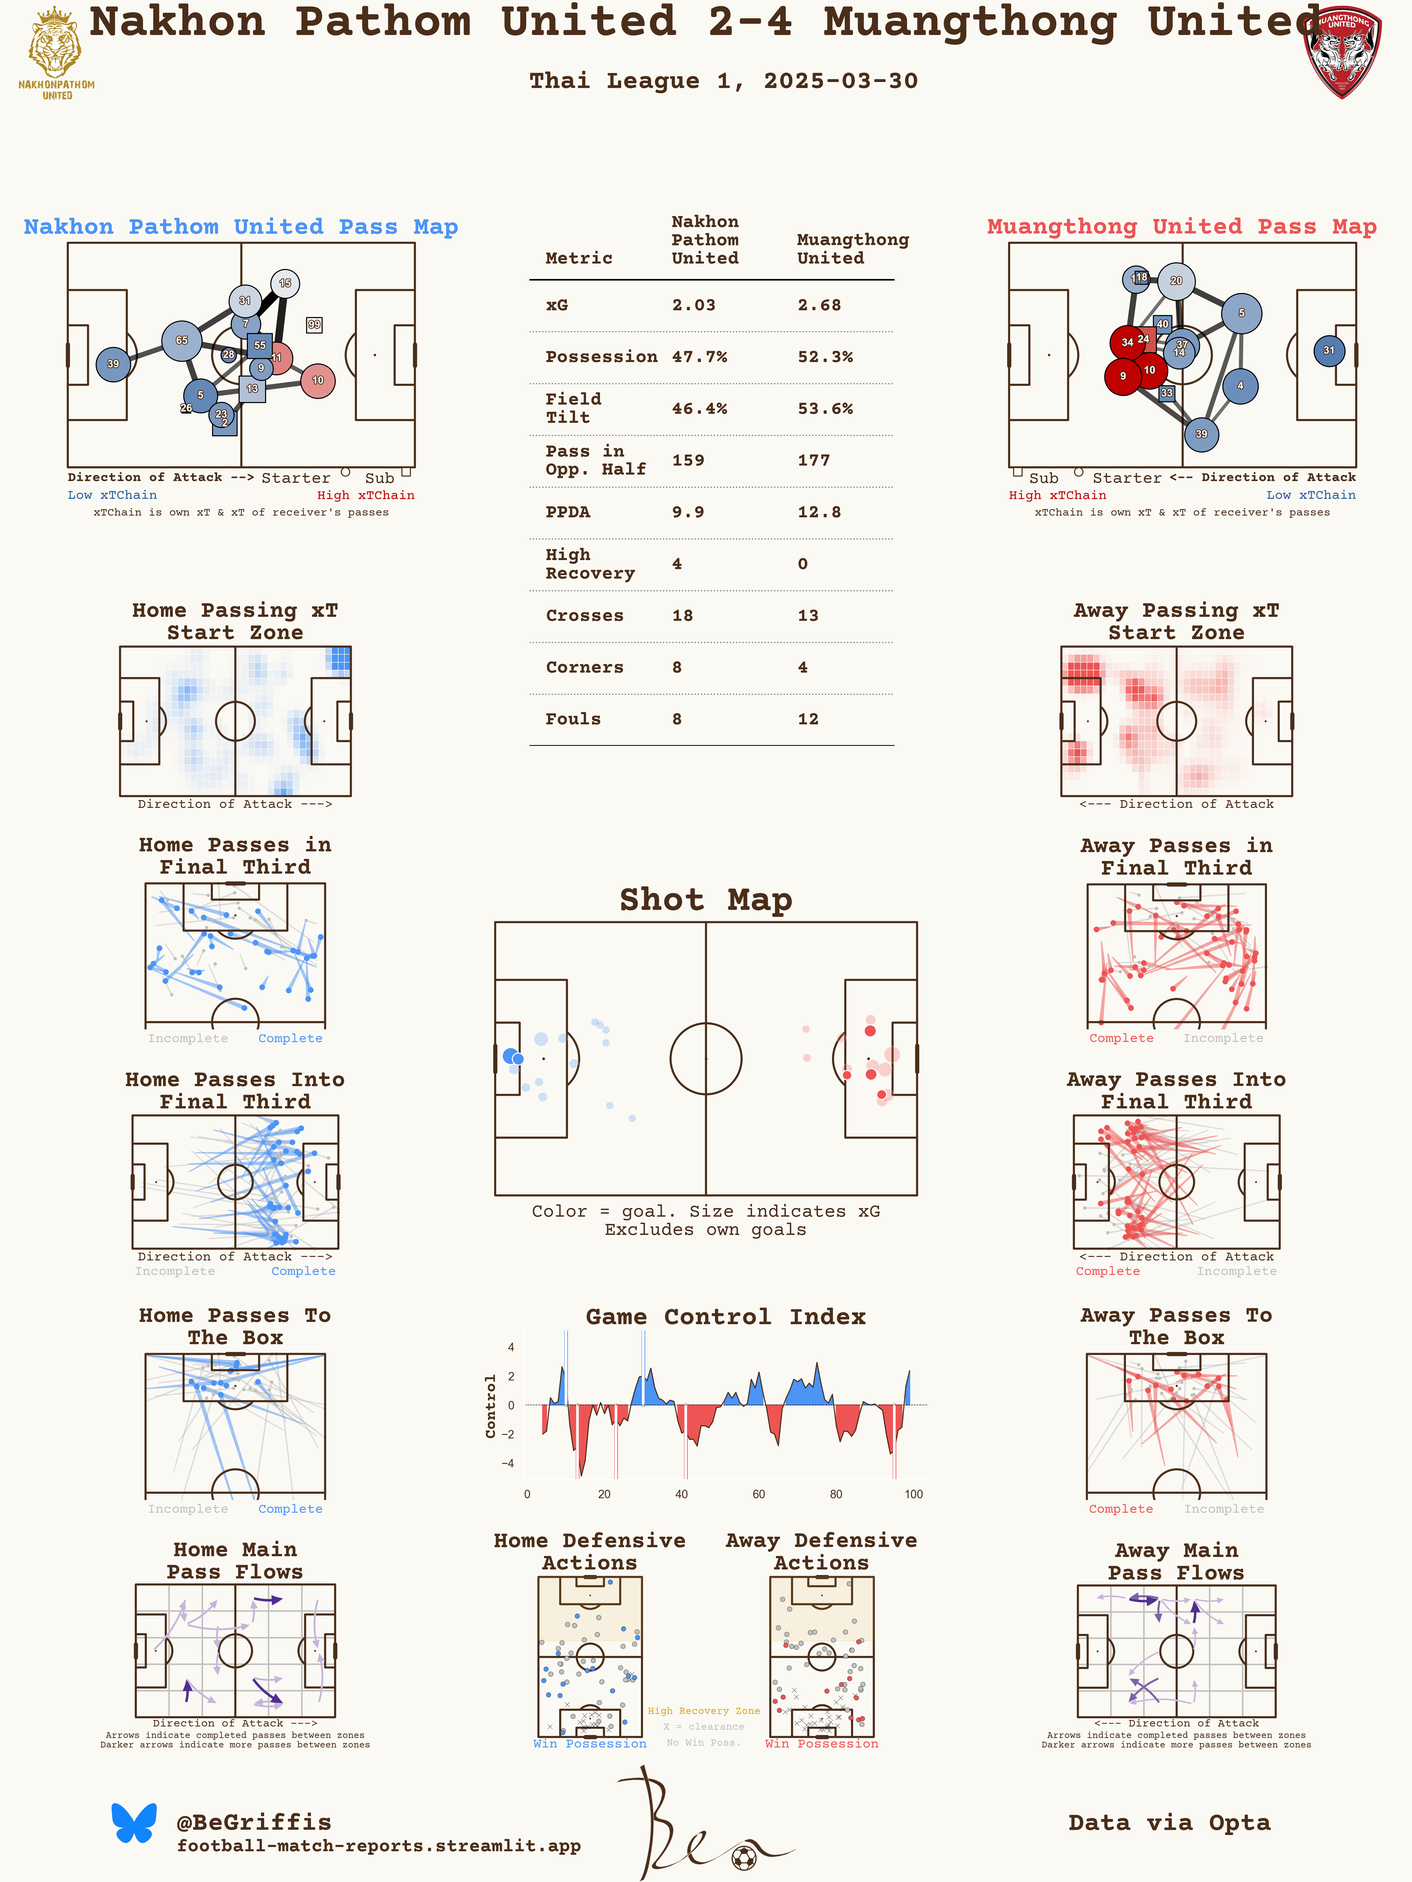 Nakhon Pathom United 2-4 Muangthong United
Thai League 1, 2025-03-30
NAKHONPATHOM
UNITED
MUANGTHONG
UNITED
Nakhon Pathom United Pass Map
15
31
7
99
65
55
28
11
39
9
10
13
5
26
23
2
Direction of Attack --> Starter Sub
Low xTChain High xTChain
xTChain is own xT & xT of receiver's passes
Metric Nakhon Pathom United Muangthong United
xG 2.03 2.68
Possession 47.7% 52.3%
Field Tilt 46.4% 53.6%
Pass in Opp. Half 159 177
PPDA 9.9 12.8
High Recovery 4 0
Crosses 18 13
Corners 8 4
Fouls 8 12
Muangthong United Pass Map
18
20
5
40
34
24
37
14
31
9
10
4
33
39
Sub Starter <-- Direction of Attack
High xTChain Low xTChain
xTChain is own xT & xT of receiver's passes
Home Passing xT
Start Zone
Direction of Attack --->
Away Passing xT
Start Zone
<--- Direction of Attack
Home Passes in
Final Third
Incomplete Complete
Away Passes in
Final Third
Complete Incomplete
Shot Map
Color = goal. Size indicates xG
Excludes own goals
Home Passes Into
Final Third
Direction of Attack --->
Incomplete Complete
Away Passes Into
Final Third
<--- Direction of Attack
Complete Incomplete
Home Passes To
The Box
Incomplete Complete
Game Control Index
Control
4
2
0
−2
−4
0 20 40 60 80 100
Away Passes To
The Box
Complete Incomplete
Home Main
Pass Flows
Direction of Attack --->
Arrows indicate completed passes between zones
Darker arrows indicate more passes between zones
Home Defensive
Actions
Win Possession
Away Defensive
Actions
Win Possession
High Recovery Zone
X = clearance
No Win Poss.
Away Main
Pass Flows
<--- Direction of Attack
Arrows indicate completed passes between zones
Darker arrows indicate more passes between zones
@BeGriffis
football-match-reports.streamlit.app
Ben
Data via Opta